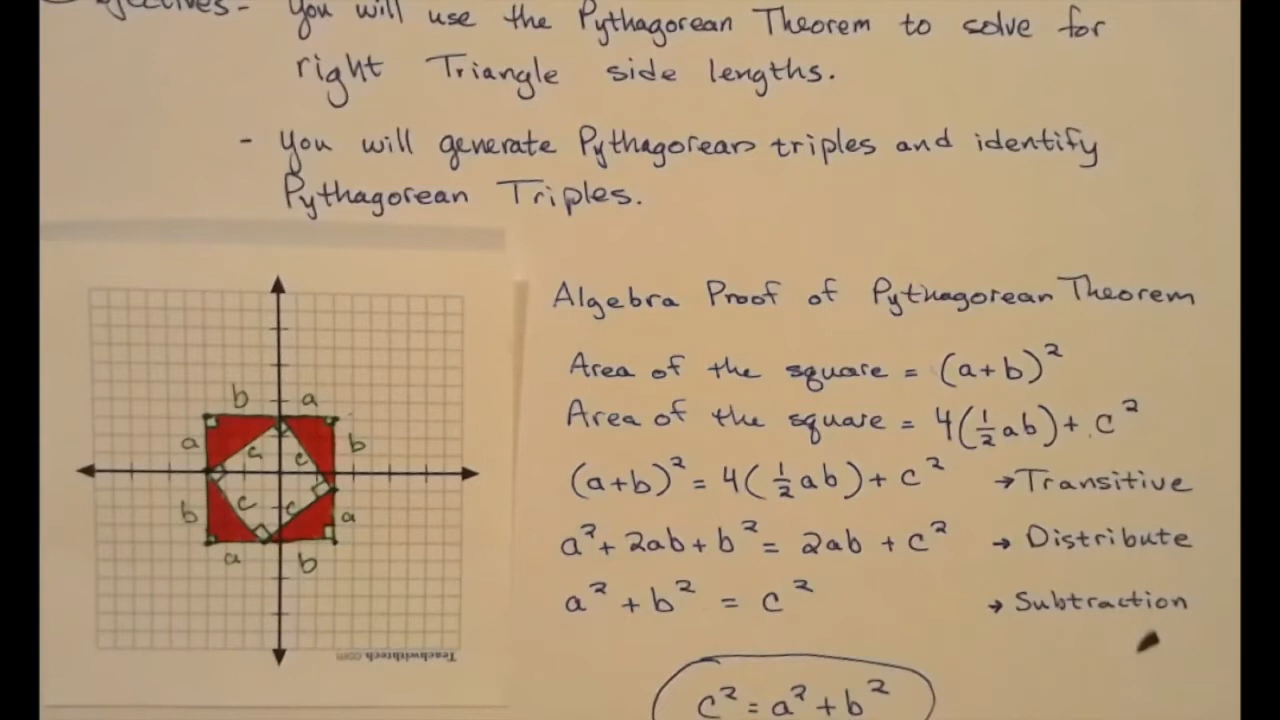 Objectives - You will use the Pythagorean Theorem to solve for
right Triangle side lengths.
- You will generate Pythagorean triples and identify
Pythagorean Triples.
Algebra Proof of Pythagorean Theorem
Area of the square = (a+b)²
Area of the square = 4(½ab) + c²
(a+b)² = 4(½ab) + c² → Transitive
a² + 2ab + b² = 2ab + c² → Distribute
a² + b² = c² → Subtraction
c² = a² + b²
b a
a c c b
b c c a
a b
Teachwithtech.com